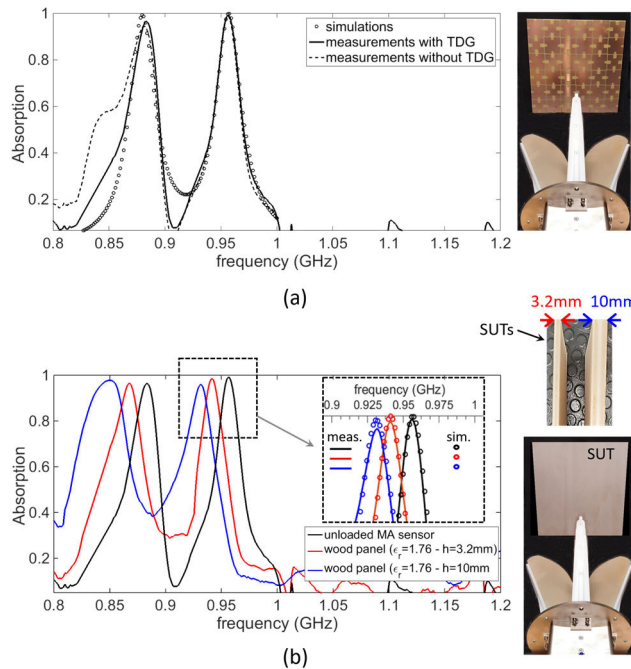 simulations
measurements with TDG
measurements without TDG
Absorption
1
0.8
0.6
0.4
0.2
0.8 0.85 0.9 0.95 1 1.05 1.1 1.15 1.2
frequency (GHz)
(a)
3.2mm 10mm
SUTs
Absorption
1
0.8
0.6
0.4
0.2
frequency (GHz)
0.9 0.925 0.95 0.975 1
meas. sim.
unloaded MA sensor
wood panel (ϵr=1.76 - h=3.2mm)
wood panel (ϵr=1.76 - h=10mm)
0.8 0.85 0.9 0.95 1 1.05 1.1 1.15 1.2
frequency (GHz)
SUT
(b)